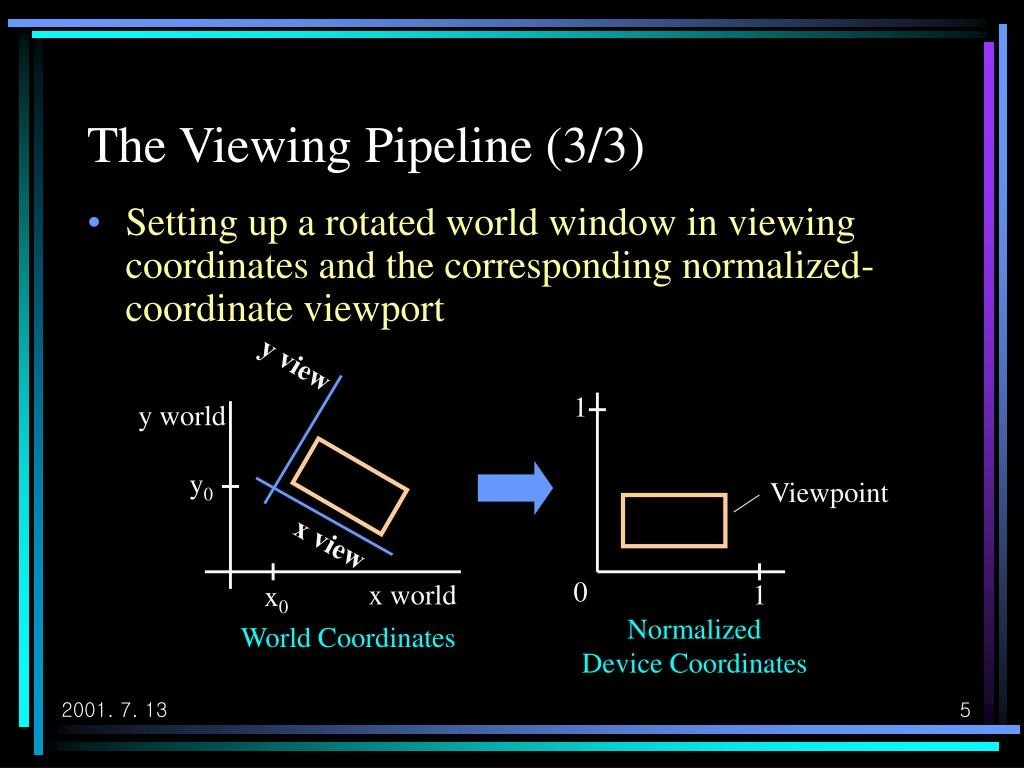 The Viewing Pipeline (3/3)
• Setting up a rotated world window in viewing
coordinates and the corresponding normalized-
coordinate viewport
y view
y world
y₀
x view
x₀
x world
World Coordinates
1
Viewpoint
0
1
Normalized
Device Coordinates
2001. 7. 13
5